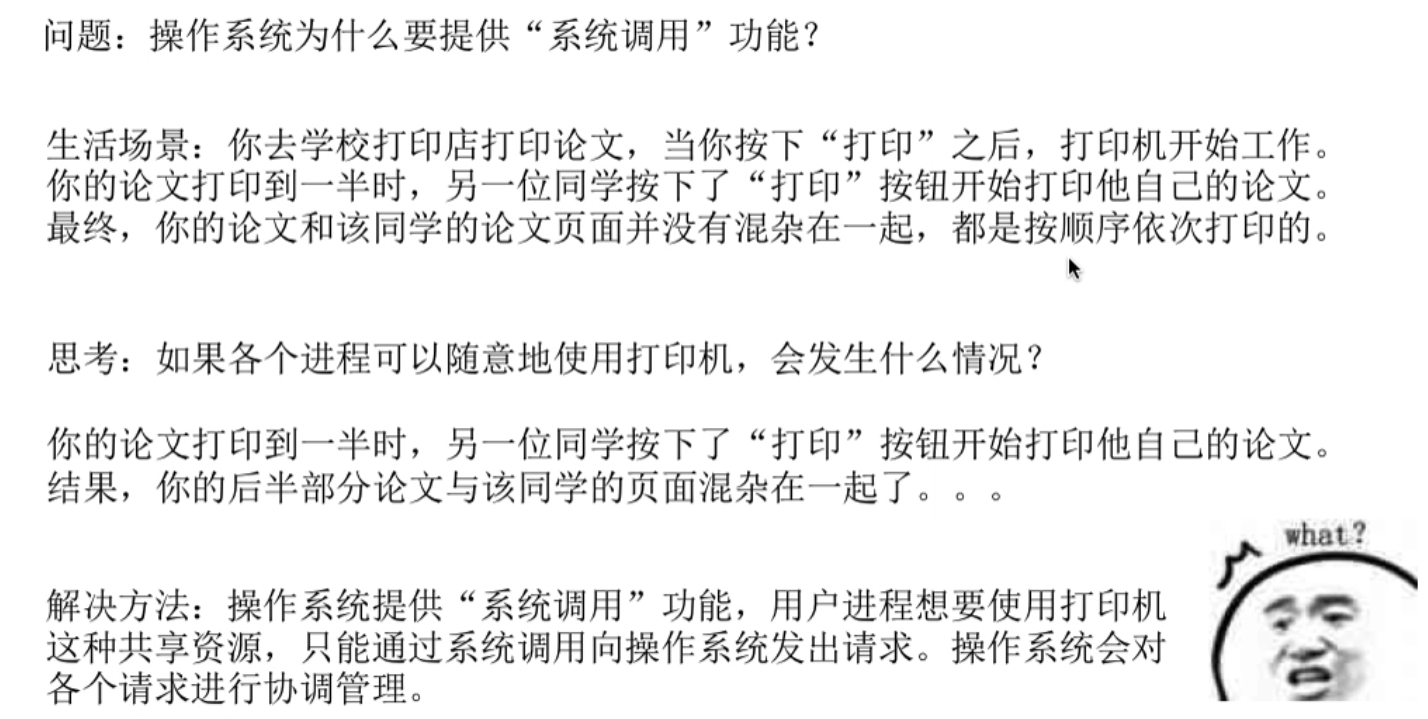 问题：操作系统为什么要提供“系统调用”功能？
生活场景：你去学校打印店打印论文，当你按下“打印”之后，打印机开始工作。
你的论文打印到一半时，另一位同学按下了“打印”按钮开始打印他自己的论文。
最终，你的论文和该同学的论文页面并没有混杂在一起，都是按顺序依次打印的。
思考：如果各个进程可以随意地使用打印机，会发生什么情况？
你的论文打印到一半时，另一位同学按下了“打印”按钮开始打印他自己的论文。
结果，你的后半部分论文与该同学的页面混杂在一起了。。。
what?
解决方法：操作系统提供“系统调用”功能，用户进程想要使用打印机
这种共享资源，只能通过系统调用向操作系统发出请求。操作系统会对
各个请求进行协调管理。